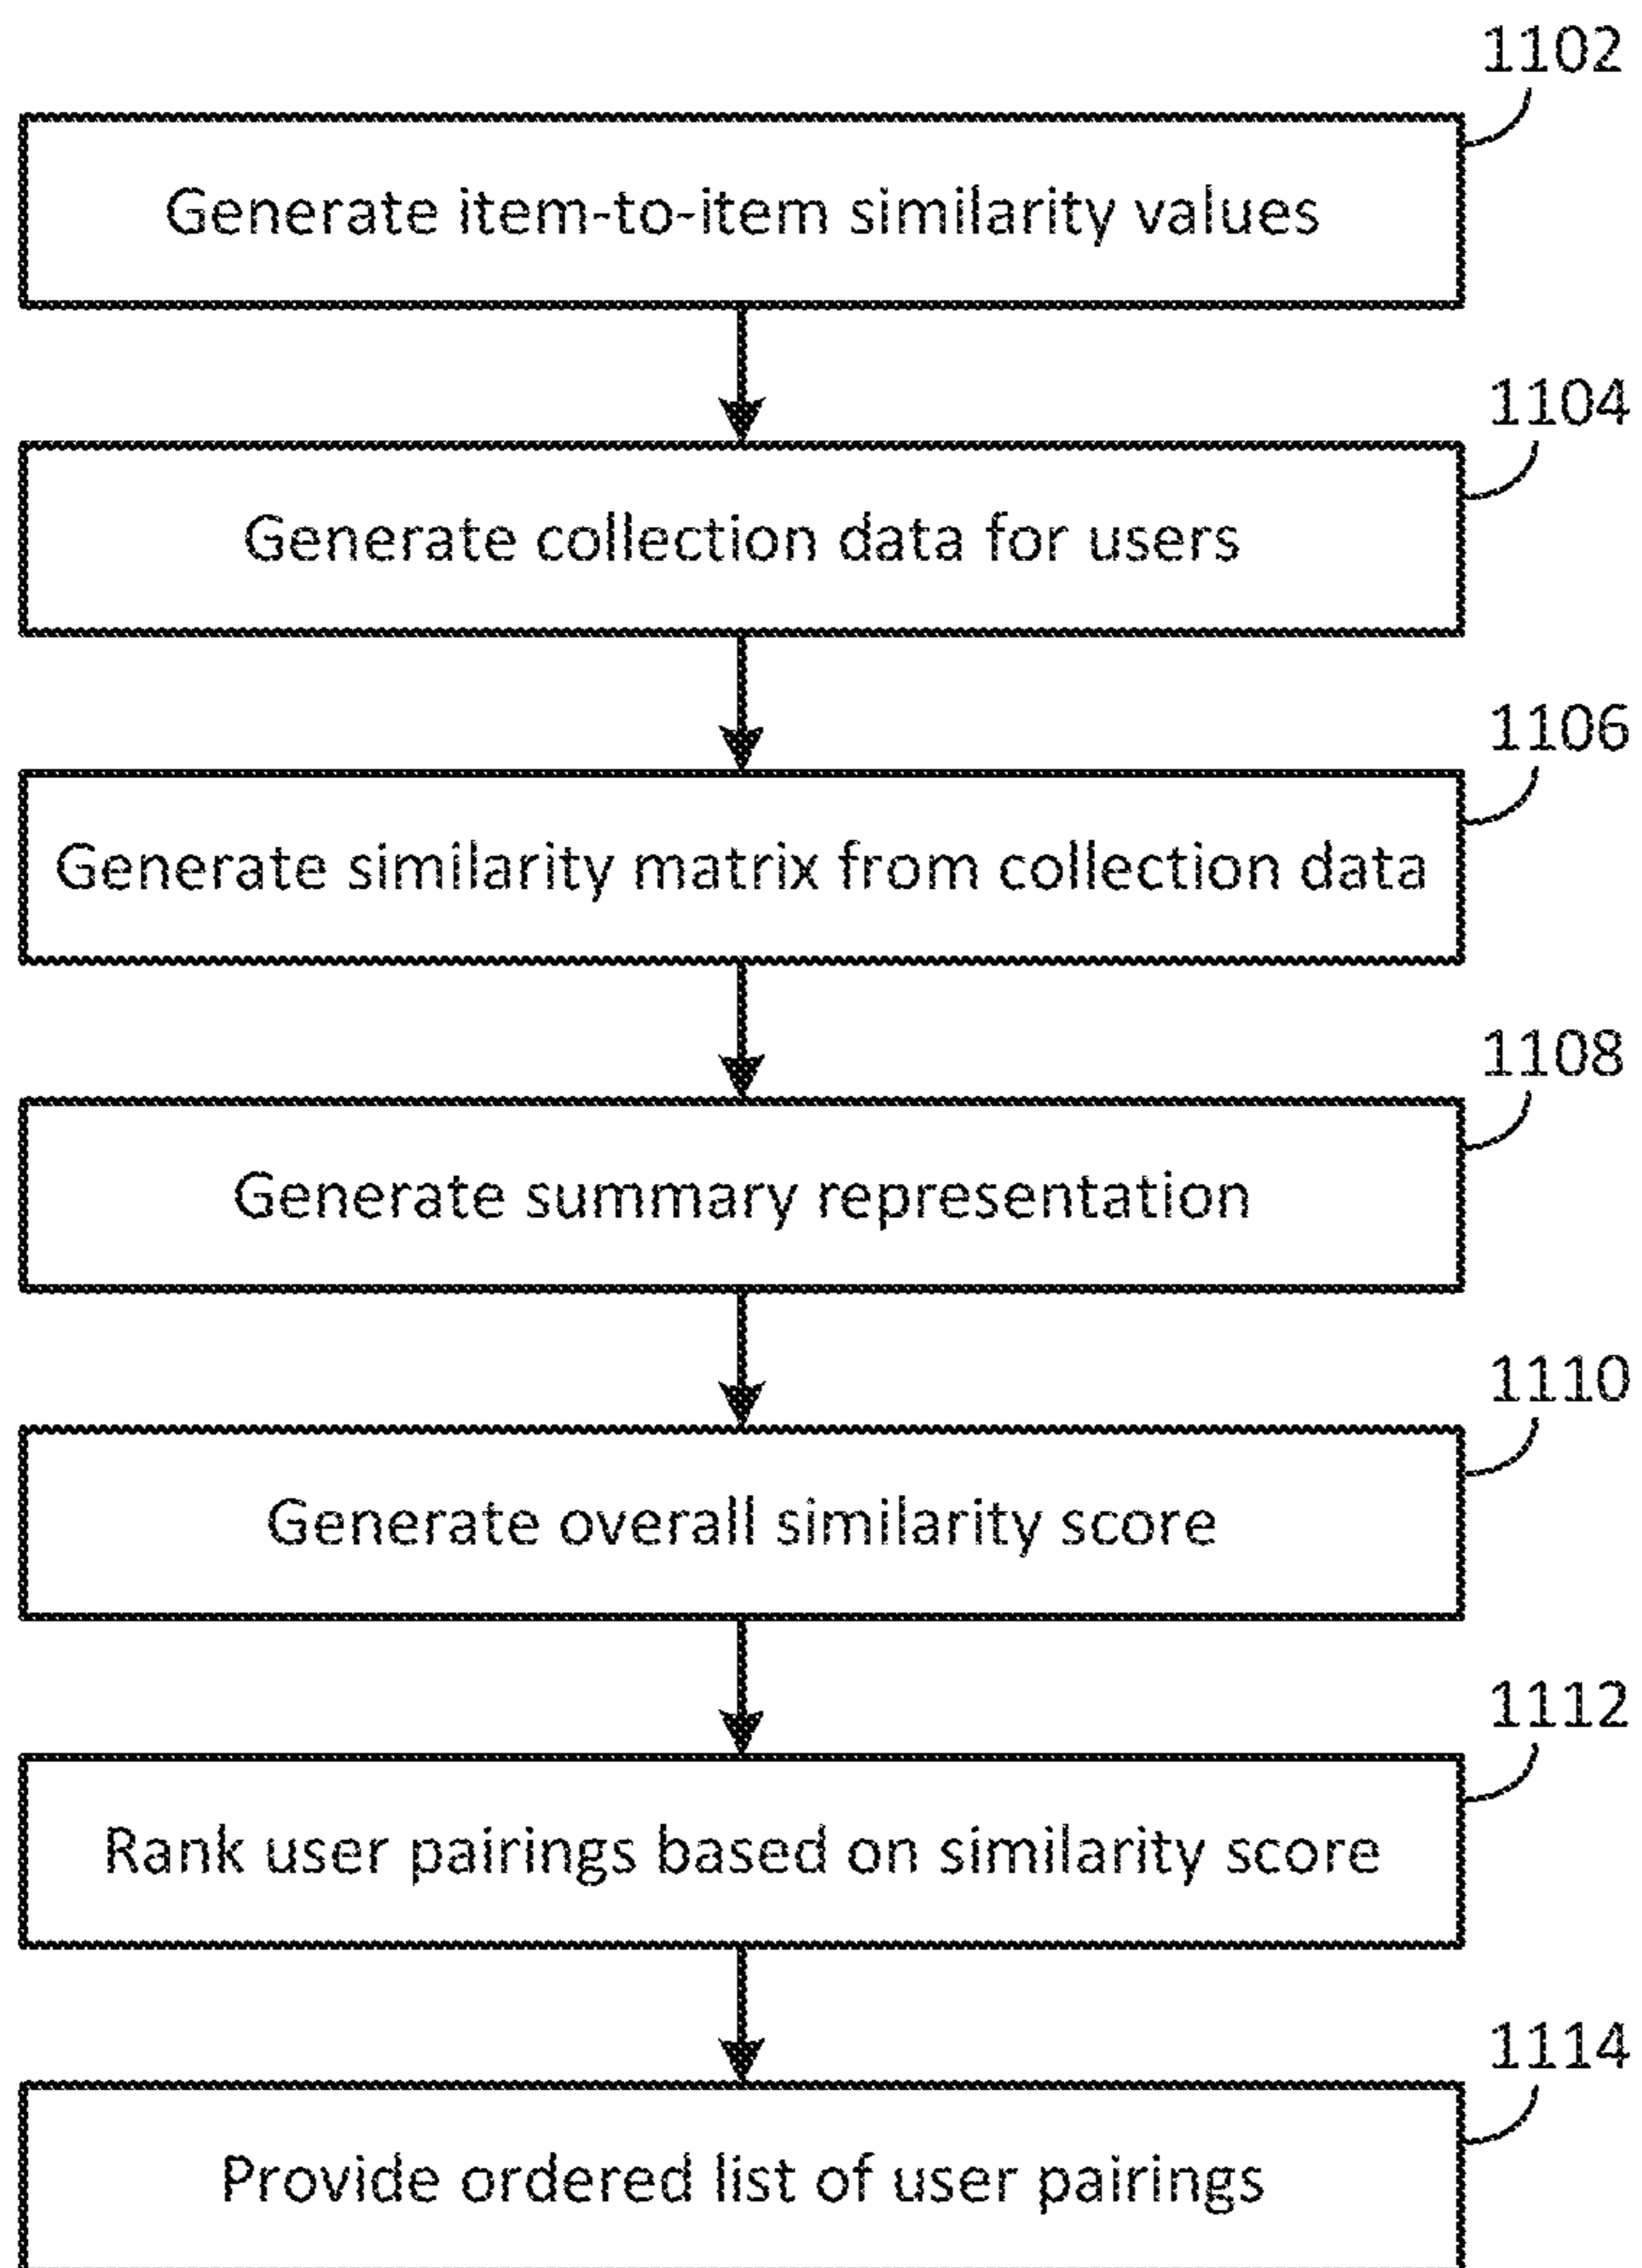 1102
Generate item-to-item similarity values
1104
Generate collection data for users
1106
Generate similarity matrix from collection data
1108
Generate summary representation
1110
Generate overall similarity score
1112
Rank user pairings based on similarity score
1114
Provide ordered list of user pairings